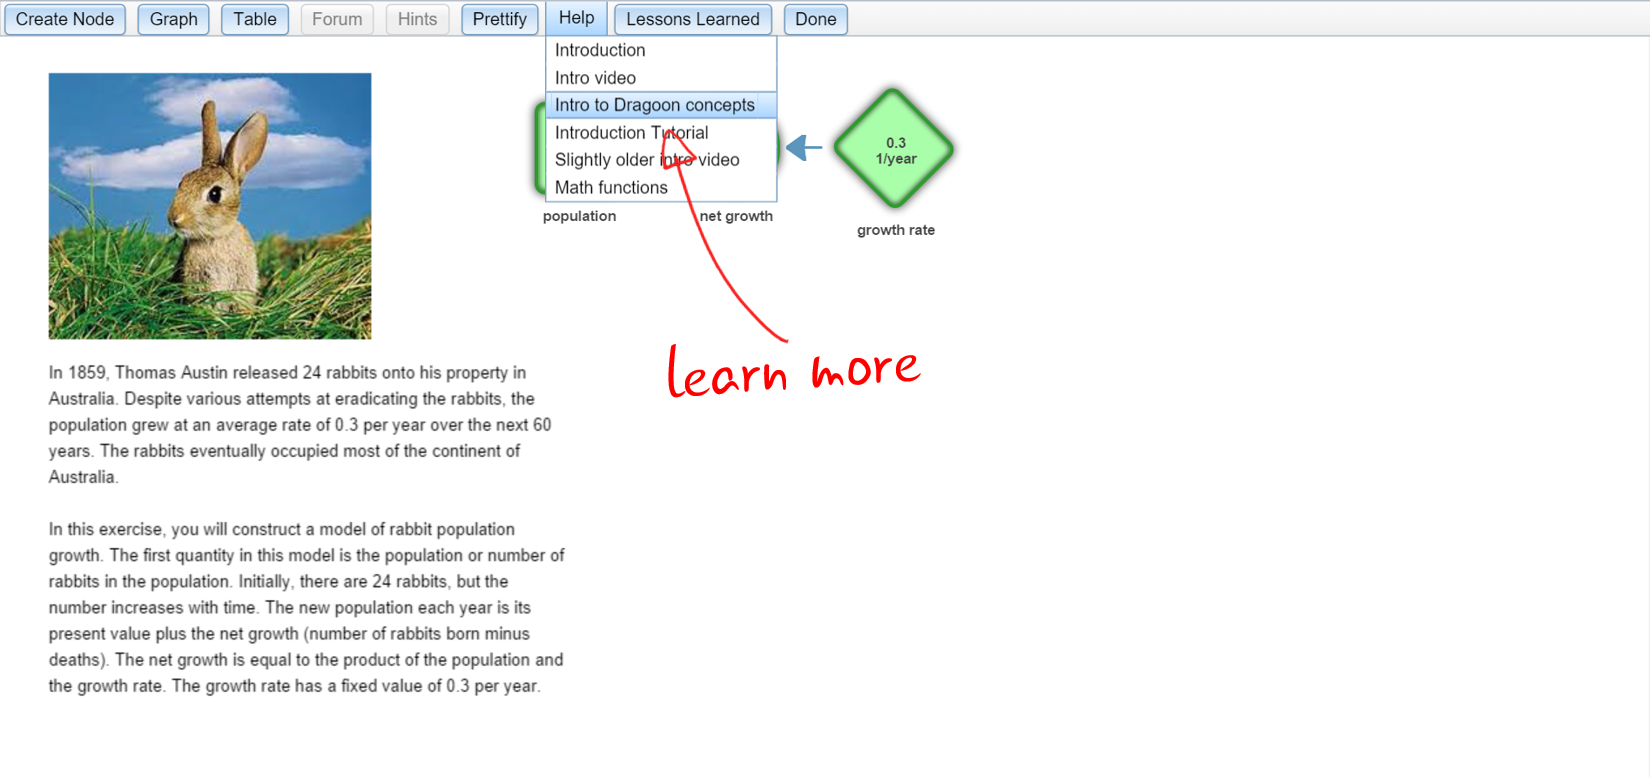 Create Node Graph Table Forum Hints Prettify Help Lessons Learned Done
Introduction
Intro video
Intro to Dragoon concepts
Introduction Tutorial
Slightly older intro video
Math functions
0.3
1/year
population net growth
growth rate
learn more
In 1859, Thomas Austin released 24 rabbits onto his property in
Australia. Despite various attempts at eradicating the rabbits, the
population grew at an average rate of 0.3 per year over the next 60
years. The rabbits eventually occupied most of the continent of
Australia.
In this exercise, you will construct a model of rabbit population
growth. The first quantity in this model is the population or number of
rabbits in the population. Initially, there are 24 rabbits, but the
number increases with time. The new population each year is its
present value plus the net growth (number of rabbits born minus
deaths). The net growth is equal to the product of the population and
the growth rate. The growth rate has a fixed value of 0.3 per year.